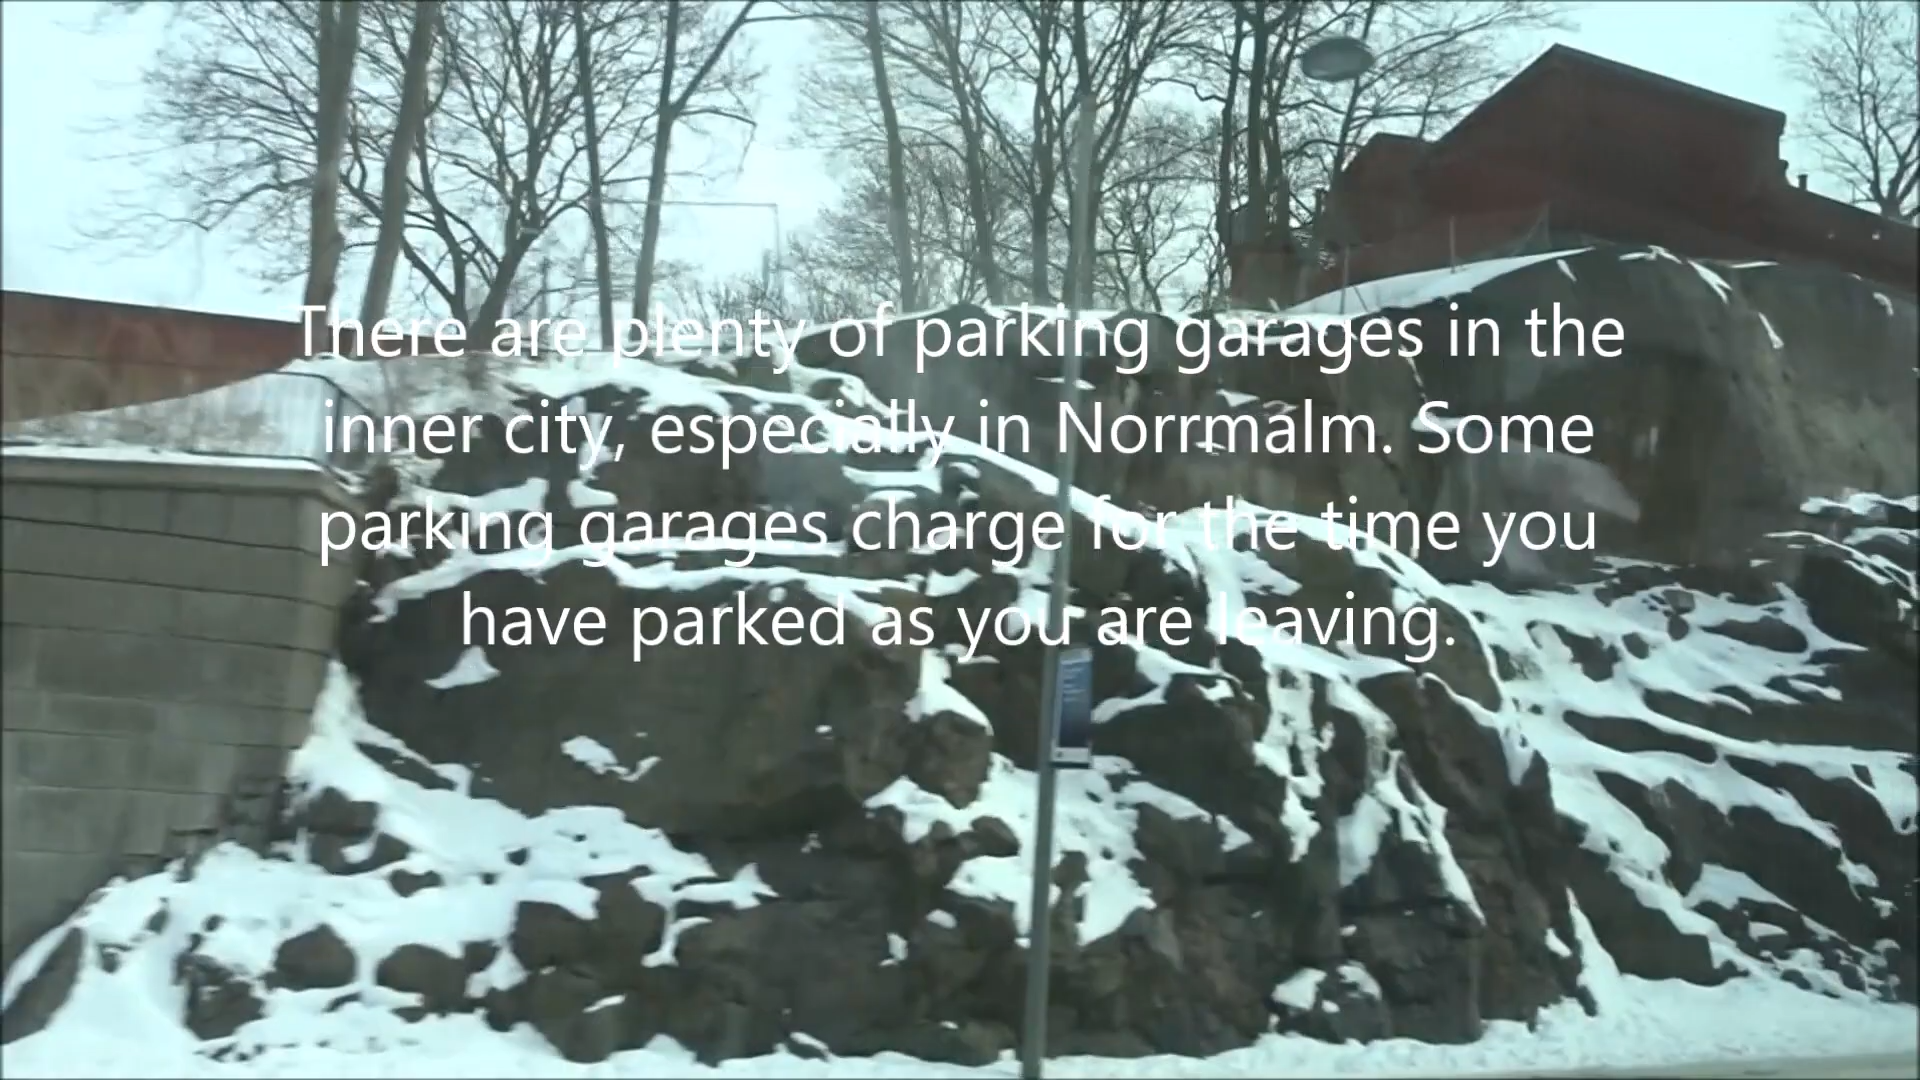 There are plenty of parking garages in the
inner city, especially in Norrmalm. Some
parking garages charge for the time you
have parked as you are leaving.